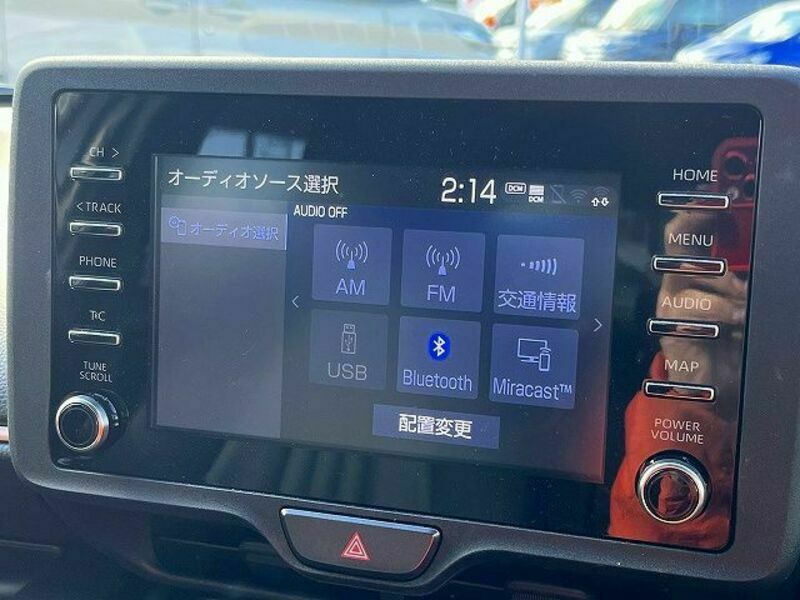 CH >
< TRACK
PHONE
T&C
TUNE
SCROLL
オーディオソース選択
2:14
DCM
DCM
オーディオ選択
AUDIO OFF
AM
FM
交通情報
USB
Bluetooth
Miracast™
配置変更
HOME
MENU
AUDIO
MAP
POWER
VOLUME